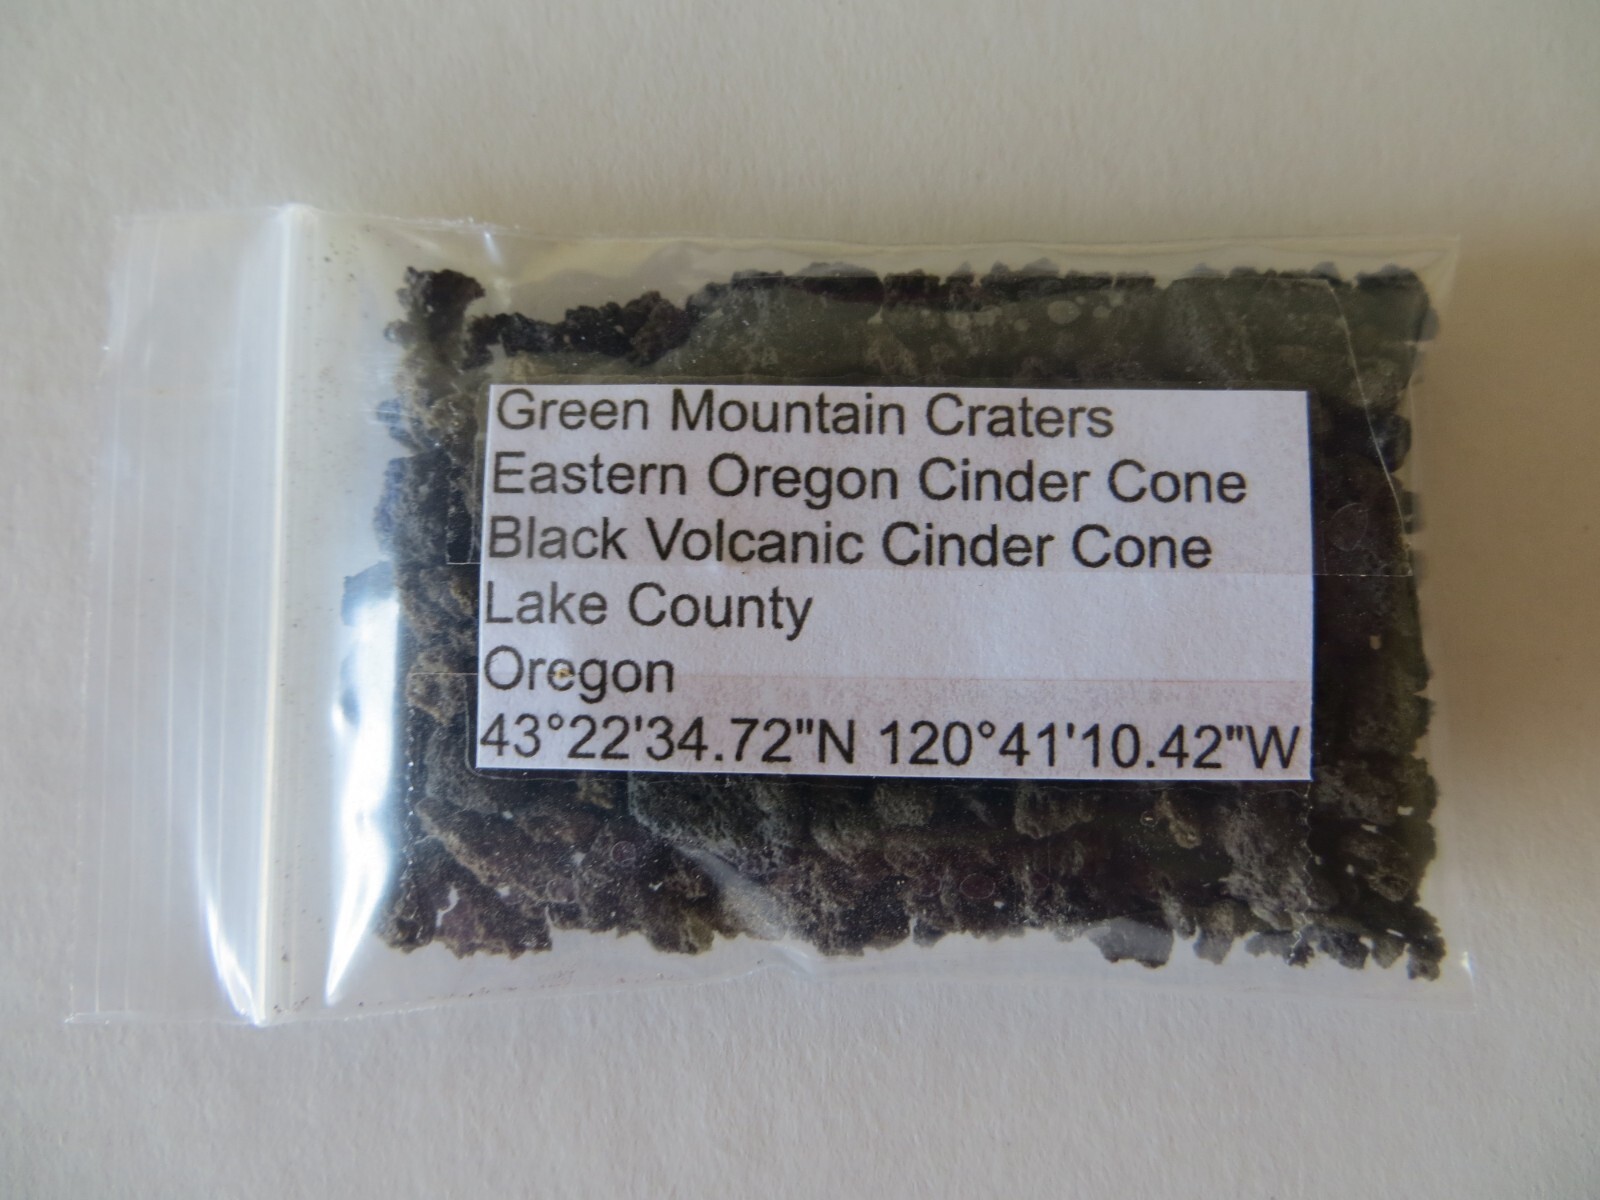 Green Mountain Craters
Eastern Oregon Cinder Cone
Black Volcanic Cinder Cone
Lake County
Oregon
43°22'34.72"N 120°41'10.42"W